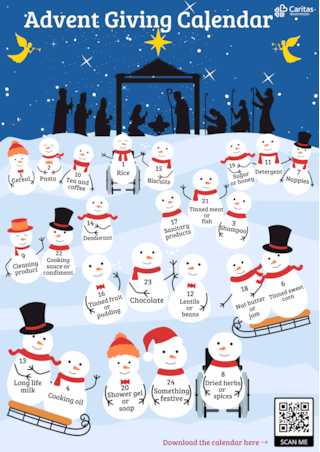 Advent Giving Calendar
Caritas
Westminster
Cereal
Pasta
10
Tea and
coffee
1
Rice
15
Biscuits
19
Sugar
or honey
11
Detergent
7
Nappies
14
Deodorant
21
Tinned meat
or
fish
17
Sanitary
products
3
Shampoo
9
Cleaning
product
22
Cooking
sauce or
condiment
16
Tinned fruit
or
pudding
23
Chocolate
12
Lentils
or
beans
18
Nut butter
or
jam
6
Tinned sweet
corn
13
Long life
milk
4
Cooking oil
20
Shower gel
or
soap
24
Something
festive
8
Dried herbs
or
spices
Download the calendar here →
SCAN ME